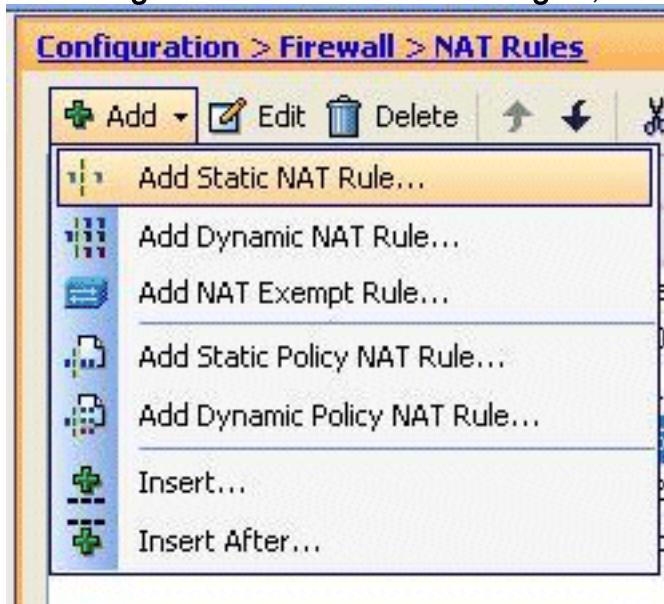 Configuration > Firewall > NAT Rules
Add Edit Delete
Add Static NAT Rule...
Add Dynamic NAT Rule...
Add NAT Exempt Rule...
Add Static Policy NAT Rule...
Add Dynamic Policy NAT Rule...
Insert...
Insert After...